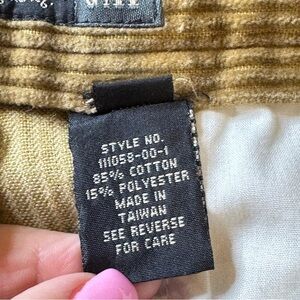 STYLE NO.
111058-00-1
85% COTTON
15% POLYESTER
MADE IN
TAIWAN
SEE REVERSE
FOR CARE